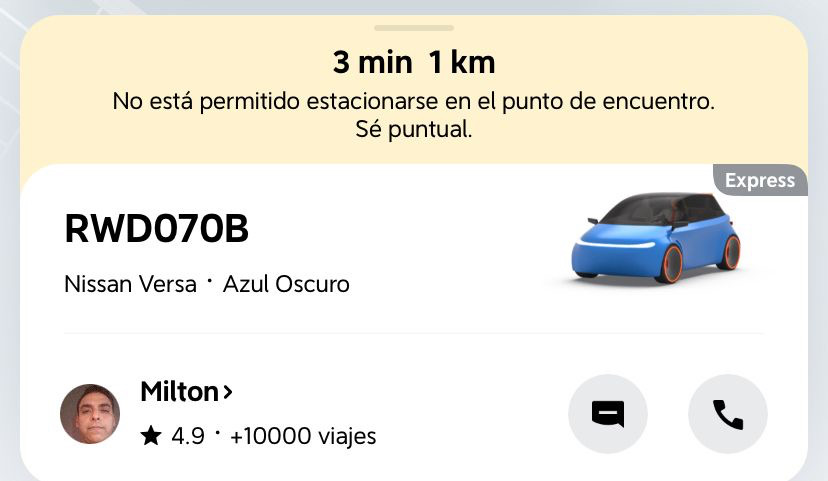 3 min 1 km
No está permitido estacionarse en el punto de encuentro.
Sé puntual.
Express
RWD070B
Nissan Versa · Azul Oscuro
Milton
4.9 · +10000 viajes